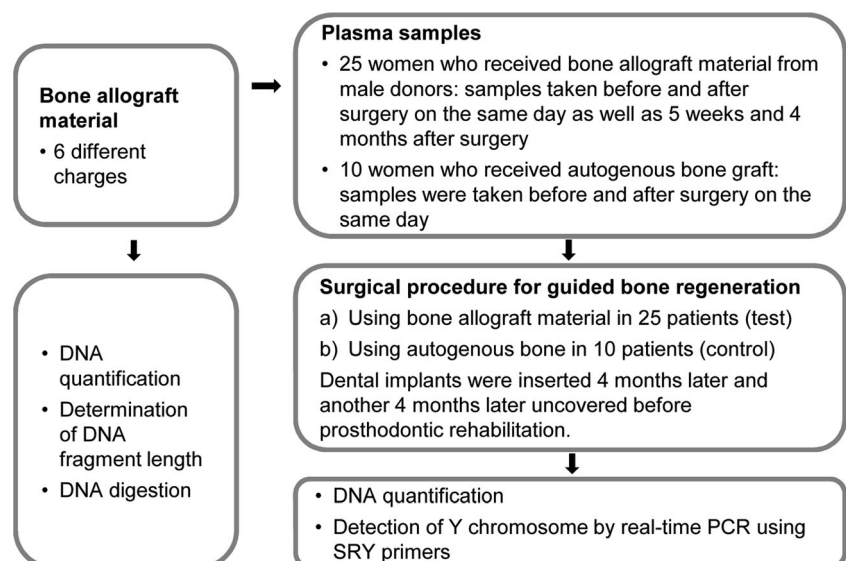 Bone allograft
material
• 6 different
charges
Plasma samples
• 25 women who received bone allograft material from
male donors: samples taken before and after
surgery on the same day as well as 5 weeks and 4
months after surgery
• 10 women who received autogenous bone graft:
samples were taken before and after surgery on the
same day
• DNA
quantification
• Determination
of DNA
fragment length
• DNA digestion
Surgical procedure for guided bone regeneration
a) Using bone allograft material in 25 patients (test)
b) Using autogenous bone in 10 patients (control)
Dental implants were inserted 4 months later and
another 4 months later uncovered before
prosthodontic rehabilitation.
• DNA quantification
• Detection of Y chromosome by real-time PCR using
SRY primers